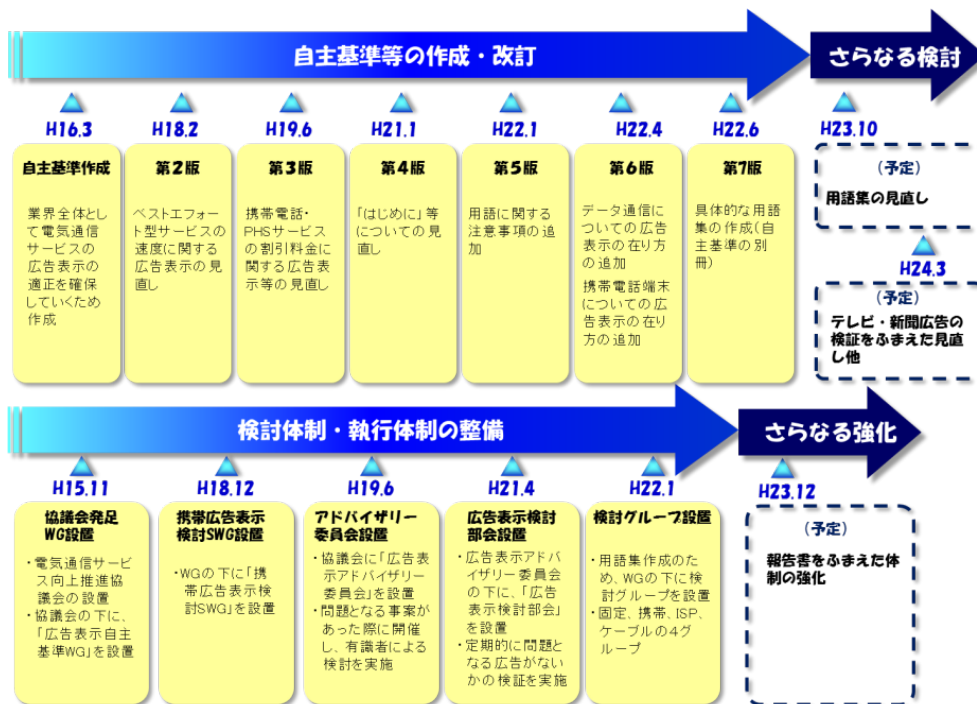 自主基準等の作成・改訂
さらなる検討
H16.3
H18.2
H19.6
H21.1
H22.1
H22.4
H22.6
H23.10
自主基準作成
業界全体とし
て電気通信
サービスの
広告表示の
適正を確保
していくため
作成
第2版
ベストエフォー
ト型サービスの
速度に関する
広告表示の見
直し
第3版
携帯電話・
PHSサービス
の割引料金に
関する広告表
示等の見直し
第4版
「はじめに」等
についての見
直し
第5版
用語に関する
注意事項の追
加
第6版
データ通信に
ついての広告
表示の在り方
の追加
携帯電話端末
についての広
告表示の在り
方の追加
第7版
具体的な用語
集の作成(自
主基準の別
冊)
(予定)
用語集の見直し
H24.3
(予定)
テレビ・新聞広告の
検証をふまえた見直
し他
検討体制・執行体制の整備
さらなる強化
H15.11
H18.12
H19.6
H21.4
H22.1
H23.12
協議会発足
WG設置
・電気通信サービ
ス向上推進協
議会の設置
・協議会の下に、
「広告表示自主
基準WG」を設置
携帯広告表示
検討SWG設置
・WGの下に「携
帯広告表示検
討SWG」を設置
アドバイザリー
委員会設置
・協議会に「広告表
示アドバイザリー
委員会」を設置
・問題となる事案が
あった際に開催
し、有識者による
検討を実施
広告表示検討
部会設置
・広告表示アドバ
イザリー委員会
の下に、「広告
表示検討部会」
を設置
・定期的に問題と
なる広告がない
かの検証を実施
検討グループ設置
・用語集作成のた
め、WGの下に検
討グループを設置
・固定、携帯、ISP、
ケーブルの4グ
ループ
(予定)
報告書をふまえた体
制の強化